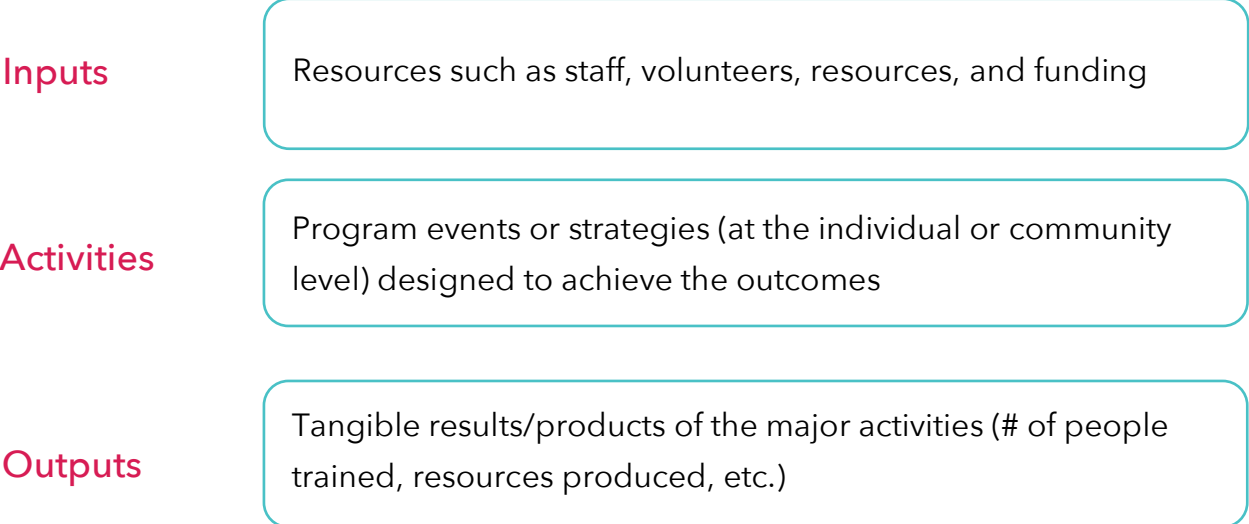 Inputs
Resources such as staff, volunteers, resources, and funding
Activities
Program events or strategies (at the individual or community
level) designed to achieve the outcomes
Outputs
Tangible results/products of the major activities (# of people
trained, resources produced, etc.)